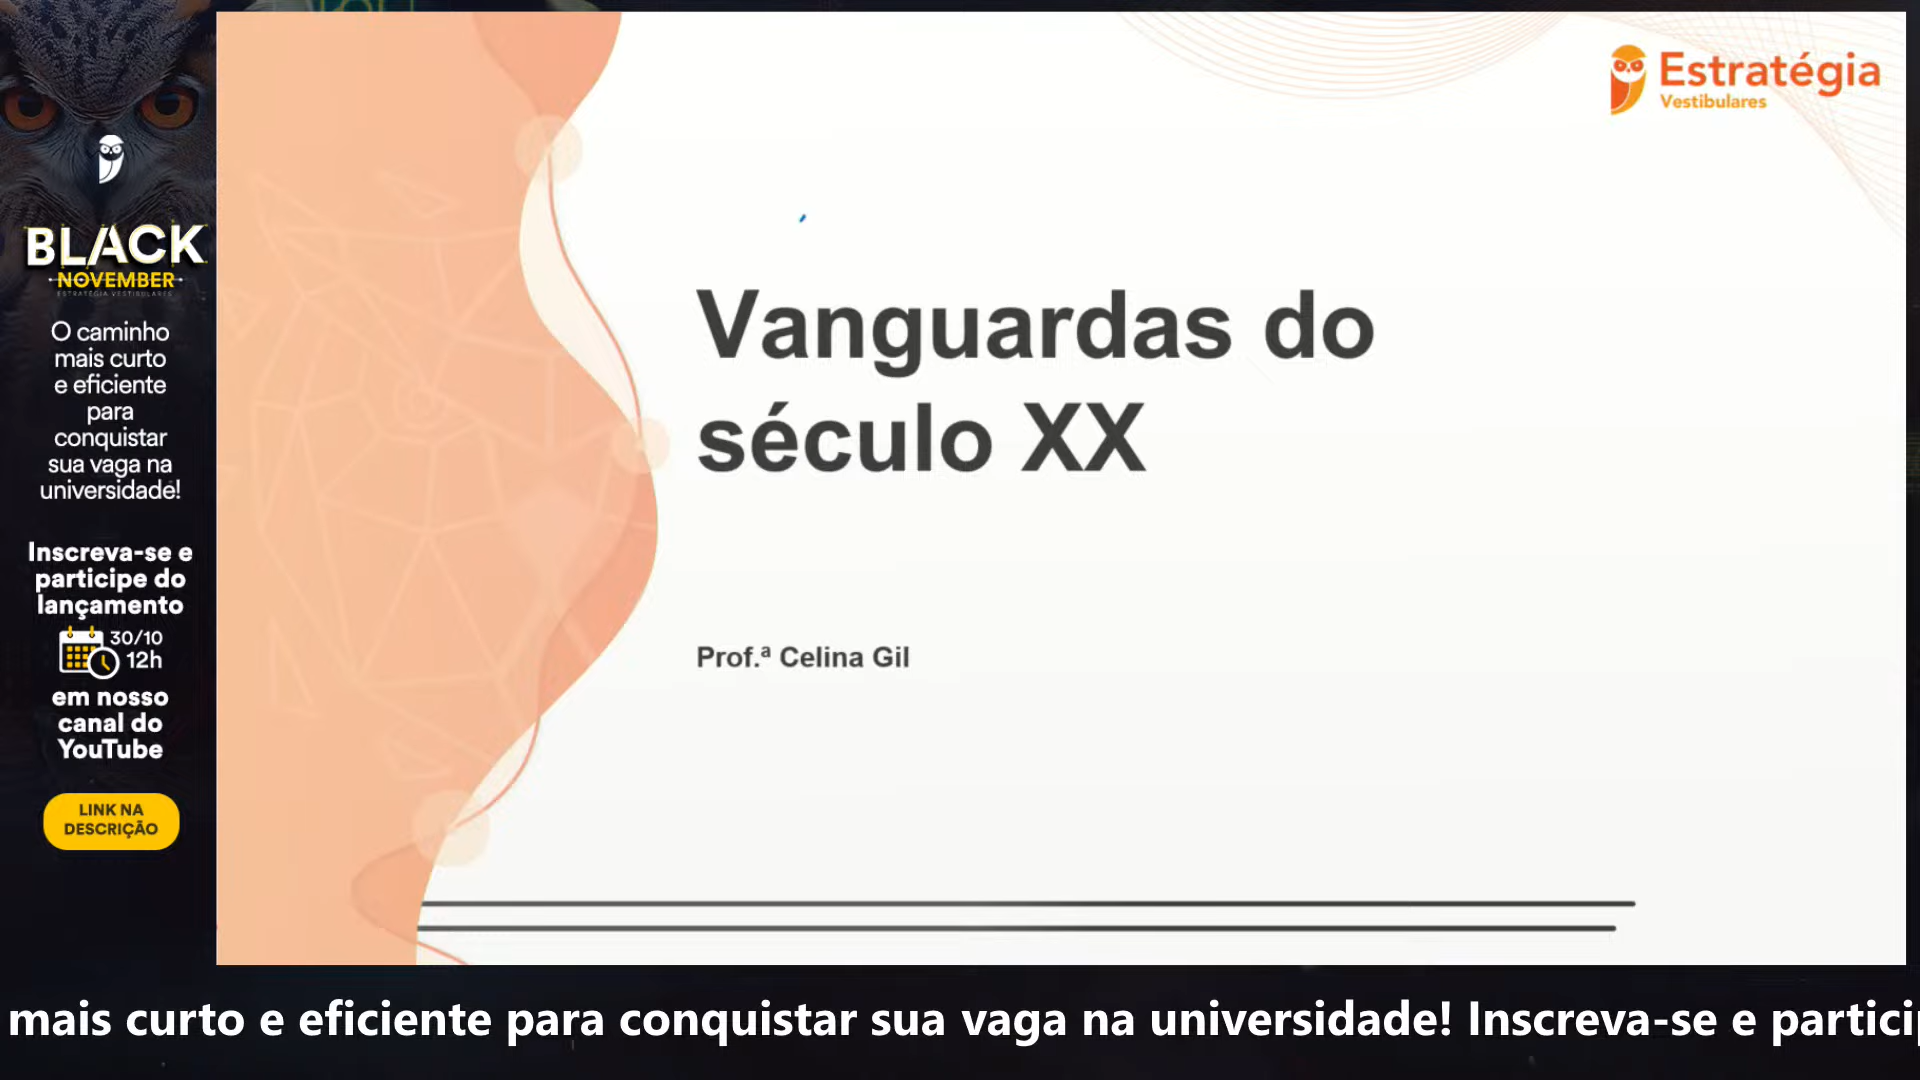 BLACK
NOVEMBER
ESTRATÉGIA VESTIBULARES
O caminho
mais curto
e eficiente
para
conquistar
sua vaga na
universidade!
Inscreva-se e
participe do
lançamento
30/10
12h
em nosso
canal do
YouTube
LINK NA
DESCRIÇÃO
Estratégia
Vestibulares
Vanguardas do
século XX
Prof.ª Celina Gil
mais curto e eficiente para conquistar sua vaga na universidade! Inscreva-se e partici